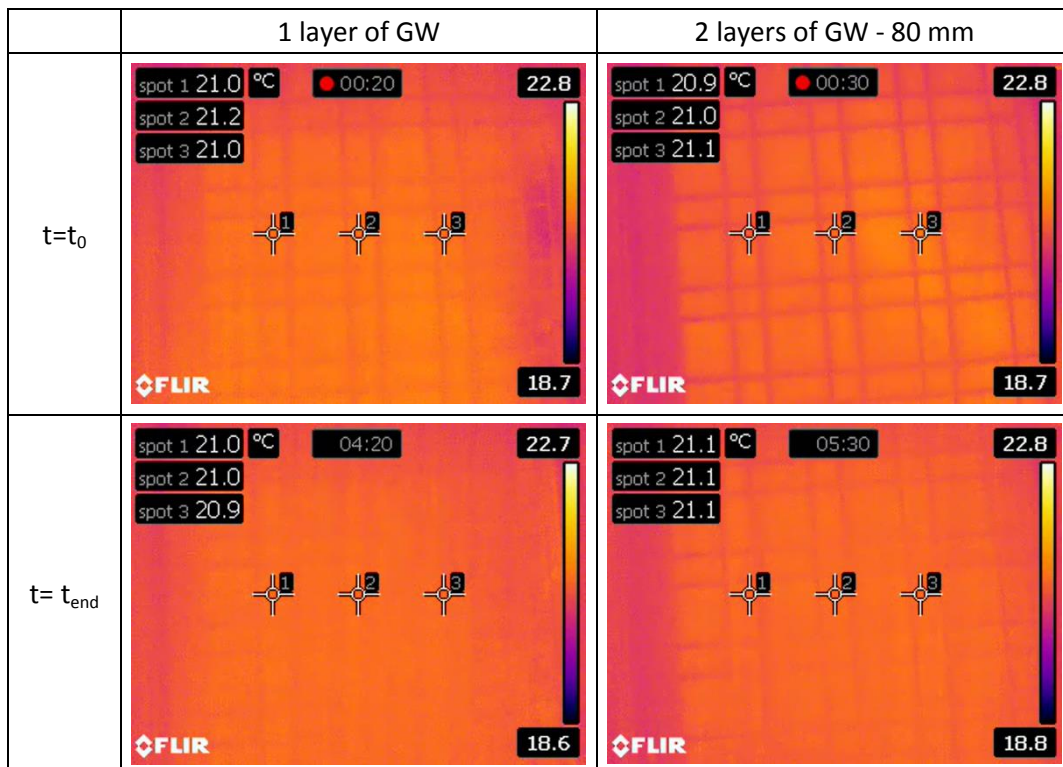 1 layer of GW
2 layers of GW - 80 mm
t=t₀
spot 1 21.0 °C 00:20 22.8
spot 2 21.2
spot 3 21.0
1 2 3
FLIR 18.7
spot 1 20.9 °C 00:30 22.8
spot 2 21.0
spot 3 21.1
1 2 3
FLIR 18.7
t= tend
spot 1 21.0 °C 04:20 22.7
spot 2 21.0
spot 3 20.9
1 2 3
FLIR 18.6
spot 1 21.1 °C 05:30 22.8
spot 2 21.1
spot 3 21.1
1 2 3
FLIR 18.8